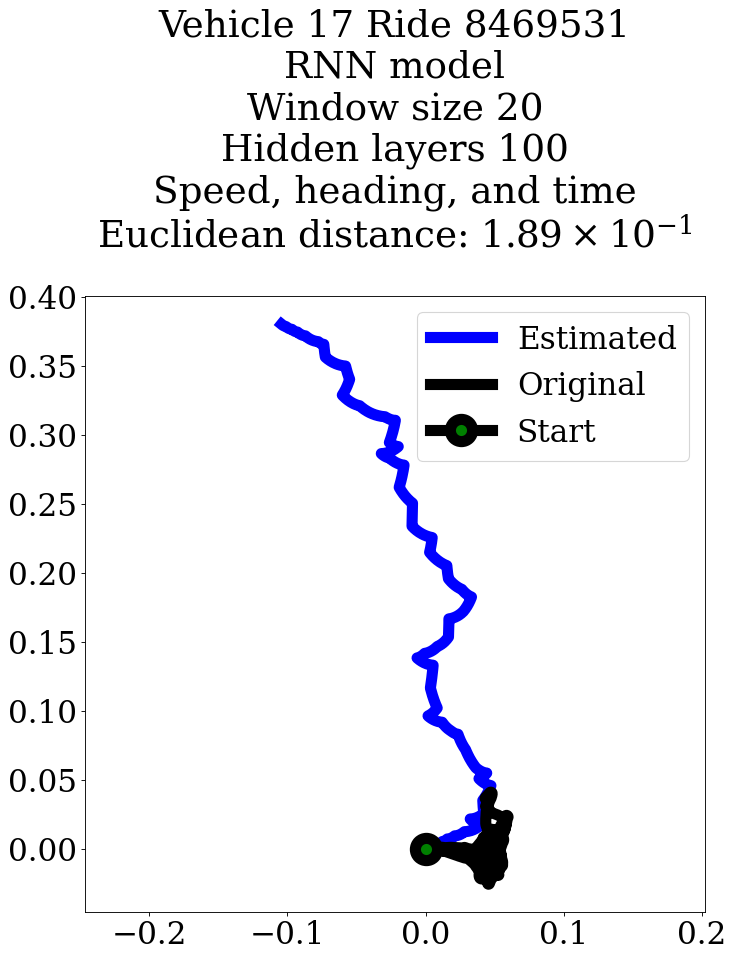 Vehicle 17 Ride 8469531
RNN model
Window size 20
Hidden layers 100
Speed, heading, and time
Euclidean distance: 1.89 × 10⁻¹
Estimated
Original
Start
0.40
0.35
0.30
0.25
0.20
0.15
0.10
0.05
0.00
−0.2 −0.1 0.0 0.1 0.2